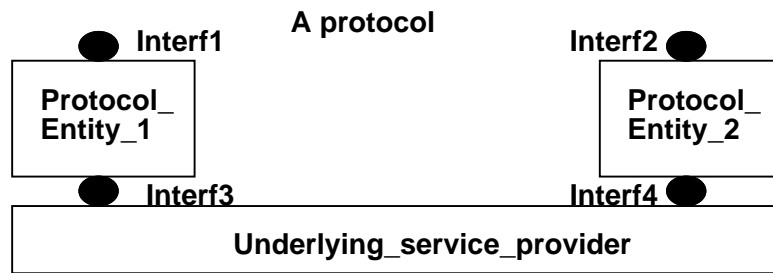 A protocol
Interf1
Interf2
Protocol_
Entity_1
Protocol_
Entity_2
Interf3
Interf4
Underlying_service_provider